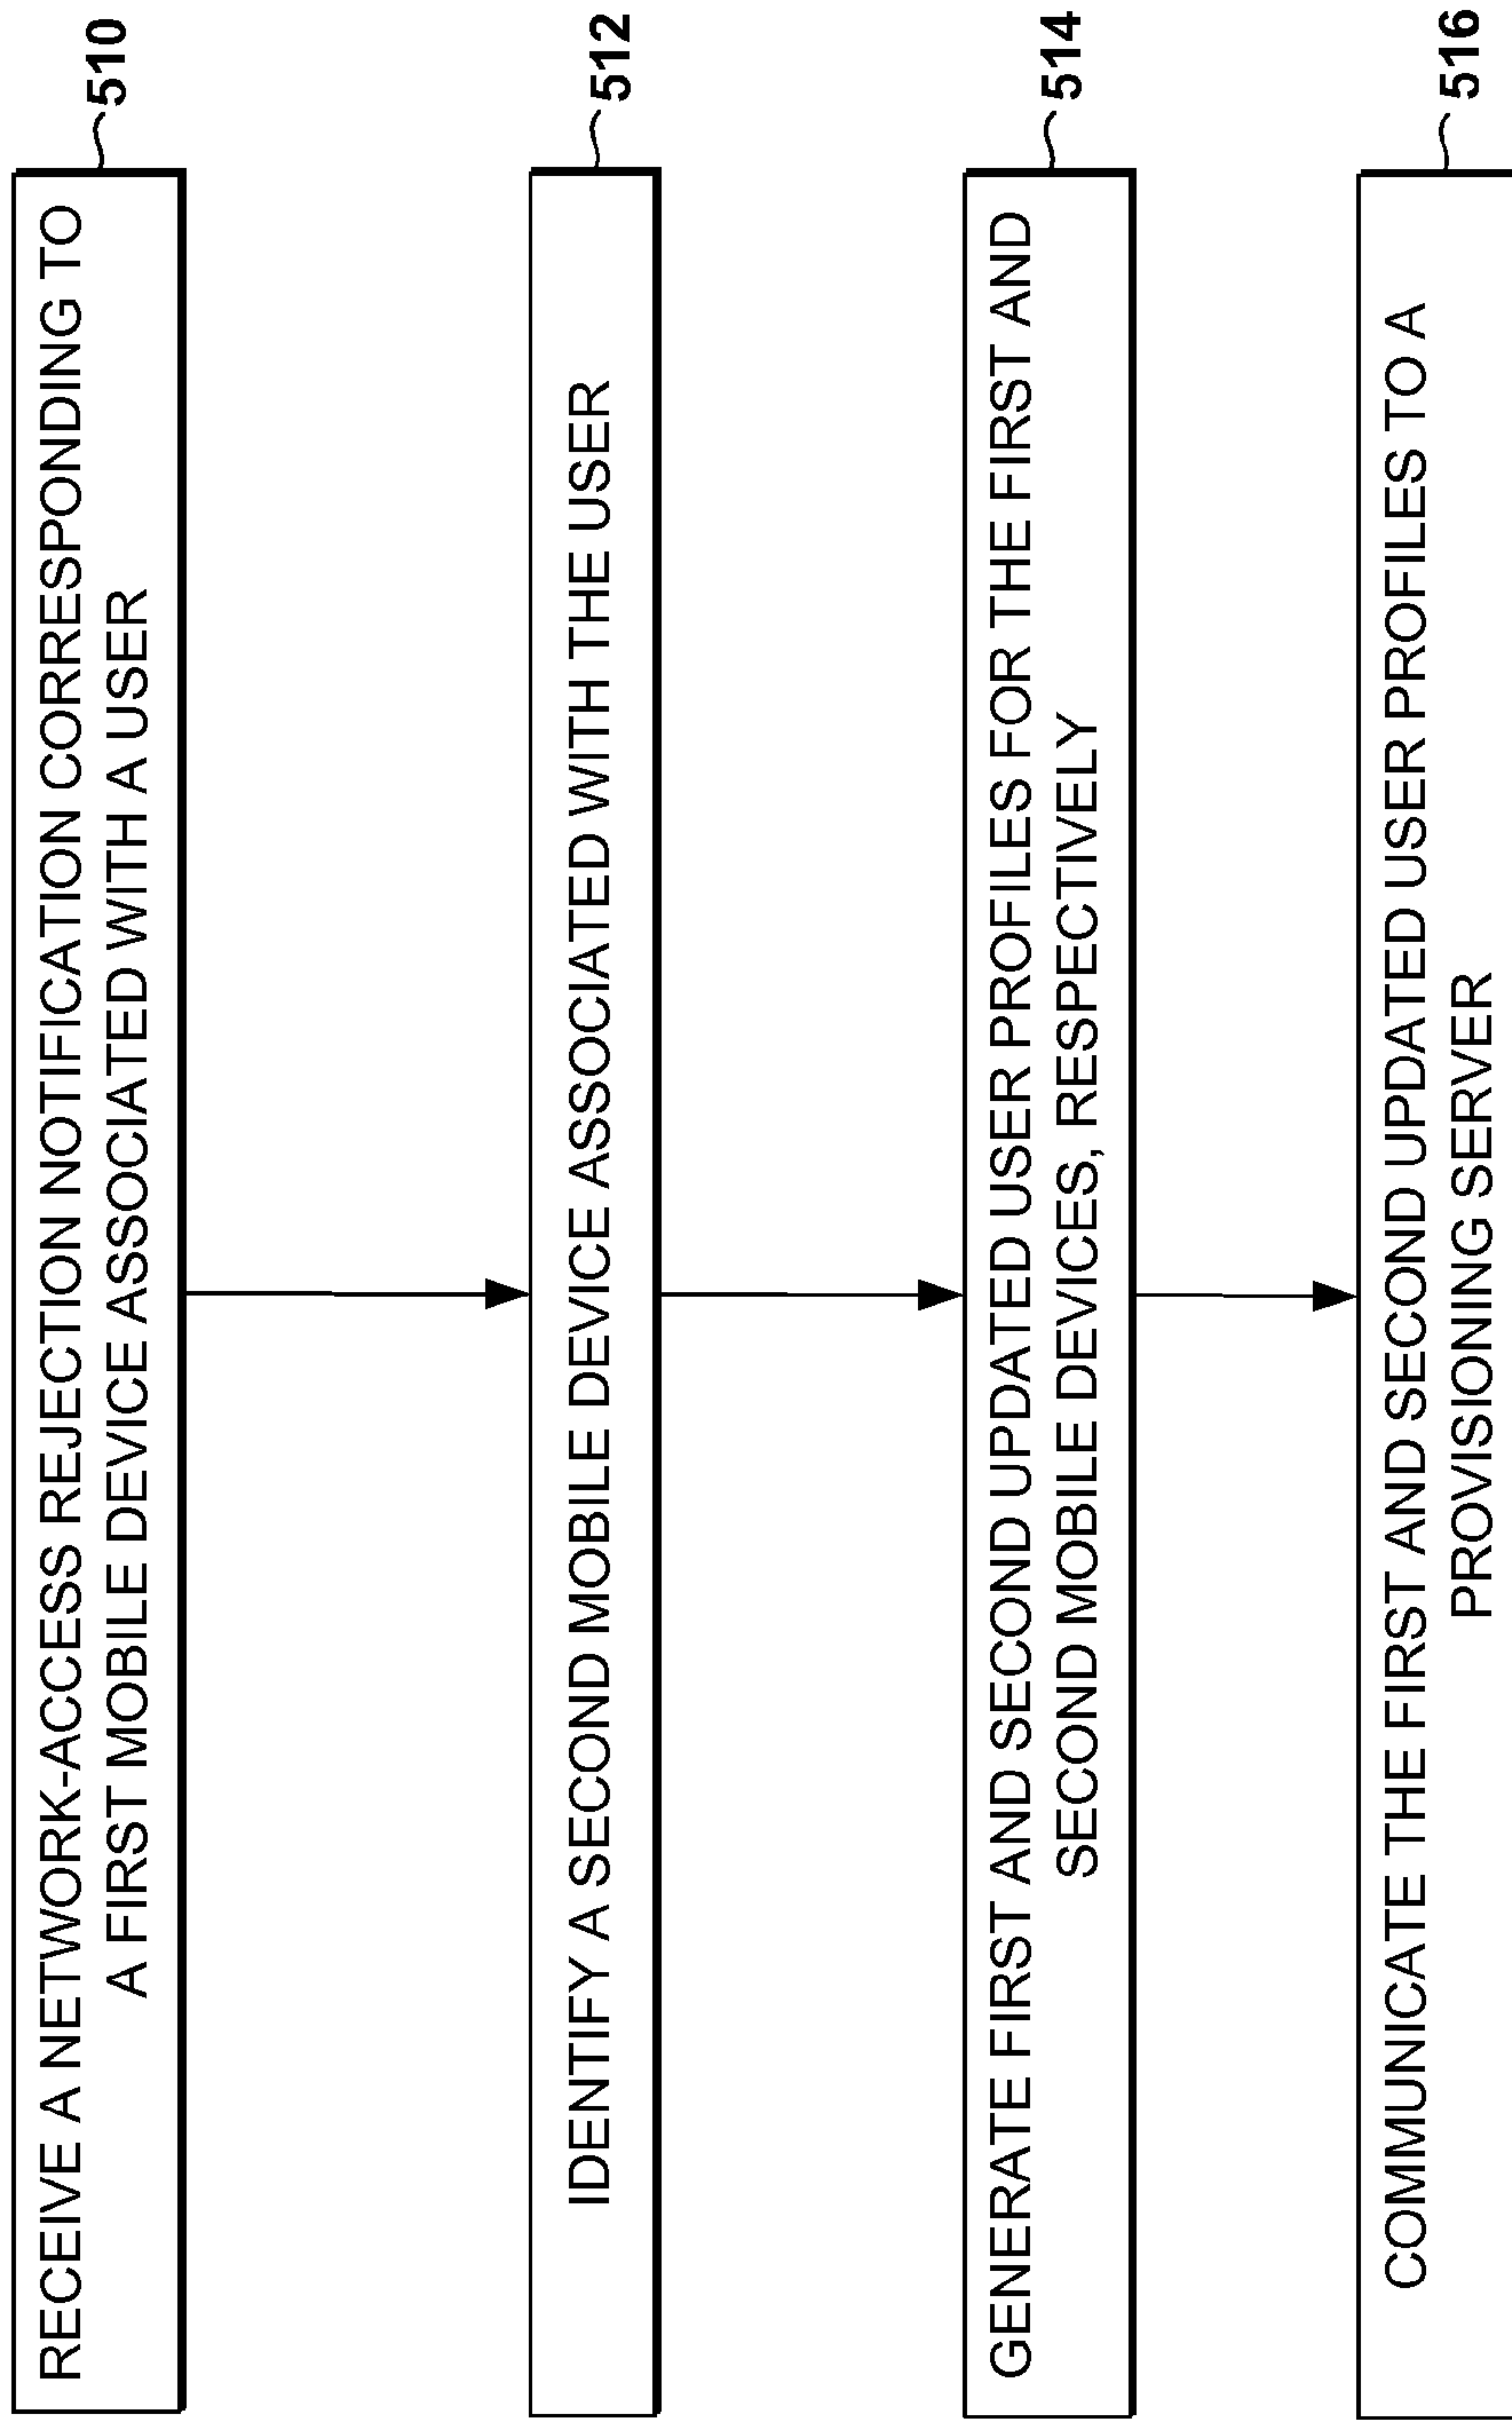 RECEIVE A NETWORK-ACCESS REJECTION NOTIFICATION CORRESPONDING TO
A FIRST MOBILE DEVICE ASSOCIATED WITH A USER
510
IDENTIFY A SECOND MOBILE DEVICE ASSOCIATED WITH THE USER
512
GENERATE FIRST AND SECOND UPDATED USER PROFILES FOR THE FIRST AND
SECOND MOBILE DEVICES, RESPECTIVELY
514
COMMUNICATE THE FIRST AND SECOND UPDATED USER PROFILES TO A
PROVISIONING SERVER
516